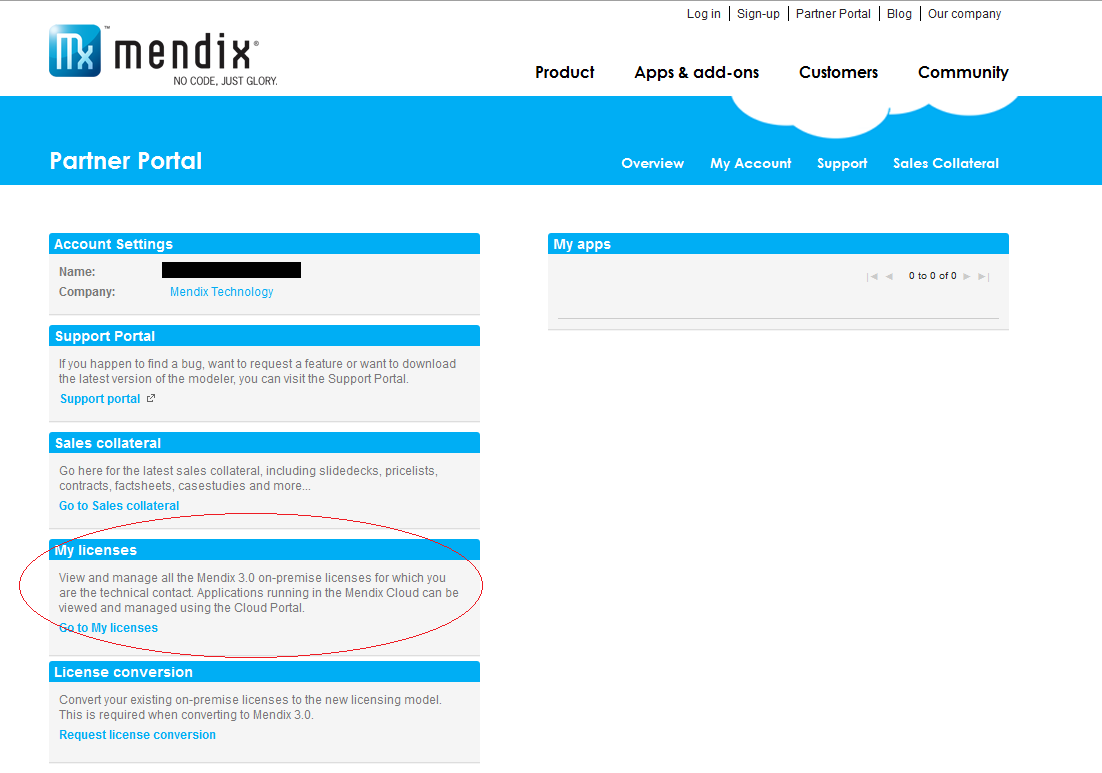 Log in | Sign-up | Partner Portal | Blog | Our company
Mx ™ mendix®
NO CODE, JUST GLORY.
Product Apps & add-ons Customers Community
Partner Portal
Overview My Account Support Sales Collateral
Account Settings
Name:
Company: Mendix Technology
Support Portal
If you happen to find a bug, want to request a feature or want to download
the latest version of the modeler, you can visit the Support Portal.
Support portal
Sales collateral
Go here for the latest sales collateral, including slidedecks, pricelists,
contracts, factsheets, casestudies and more...
Go to Sales collateral
My licenses
View and manage all the Mendix 3.0 on-premise licenses for which you
are the technical contact. Applications running in the Mendix Cloud can be
viewed and managed using the Cloud Portal.
Go to My licenses
License conversion
Convert your existing on-premise licenses to the new licensing model.
This is required when converting to Mendix 3.0.
Request license conversion
My apps
0 to 0 of 0